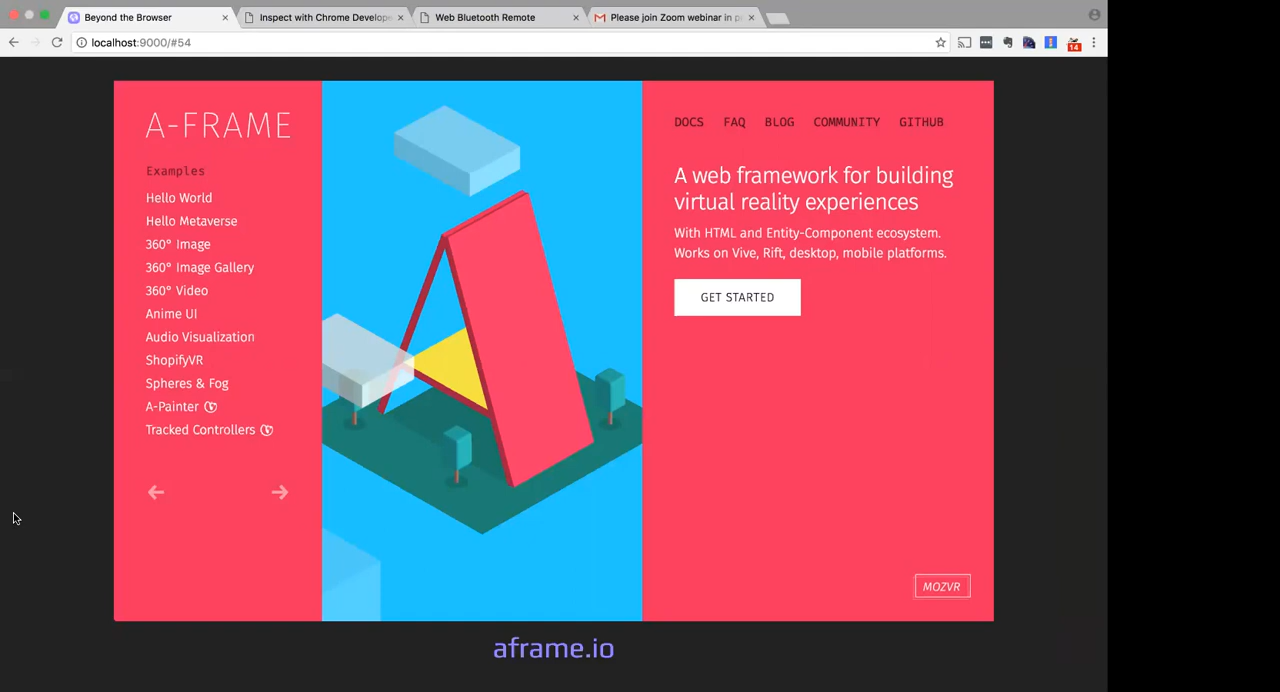 Beyond the Browser
Inspect with Chrome Develope
Web Bluetooth Remote
Please join Zoom webinar in p
localhost:9000/#54
14
A-FRAME
Examples
Hello World
Hello Metaverse
360° Image
360° Image Gallery
360° Video
Anime UI
Audio Visualization
ShopifyVR
Spheres & Fog
A-Painter
Tracked Controllers
DOCS FAQ BLOG COMMUNITY GITHUB
A web framework for building
virtual reality experiences
With HTML and Entity-Component ecosystem.
Works on Vive, Rift, desktop, mobile platforms.
GET STARTED
MOZVR
aframe.io